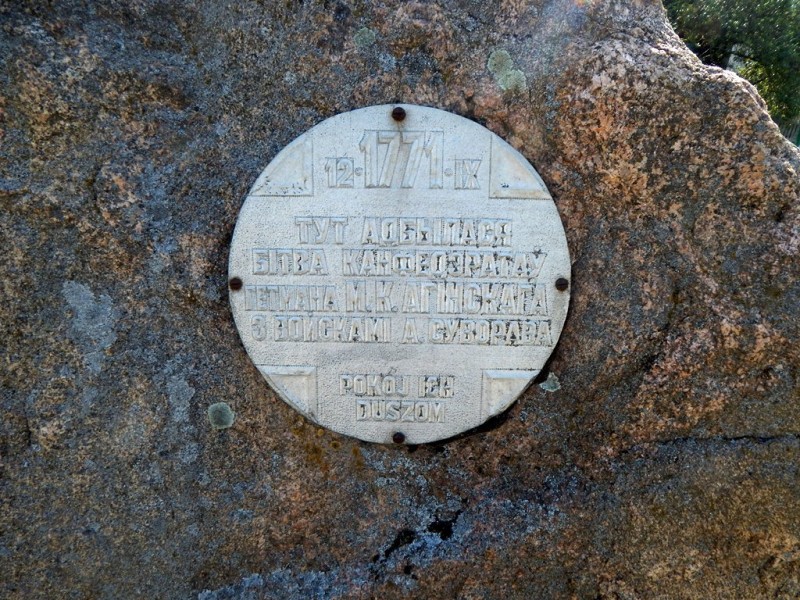 12·1771·IX
ТУТ АДБЫЛАСЯ
БІТВА КАНФЕДЭРАТАЎ
ГЕТМАНА М.К.АГІНСКАГА
З ВОЙСКАМІ А. СУВОРАВА
POKÓJ ICH
DUSZOM